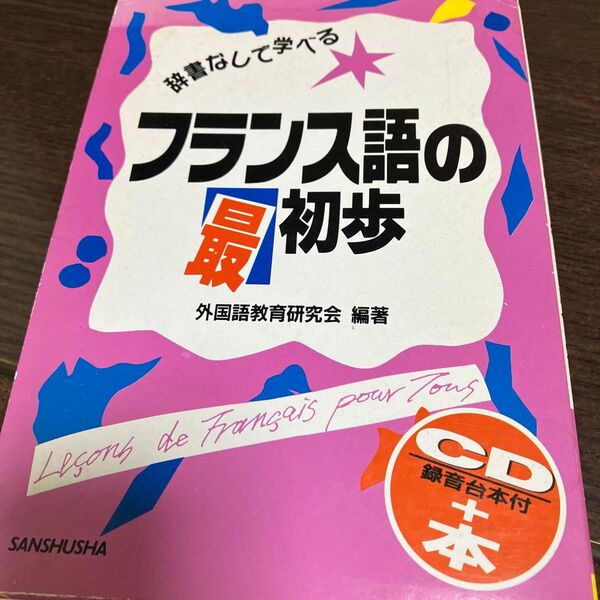 辞書なしで学べる
フランス語の
最初歩
外国語教育研究会 編著
Leçons de Français pour Tous
CD
録音台本付
+
本
SANSHUSHA